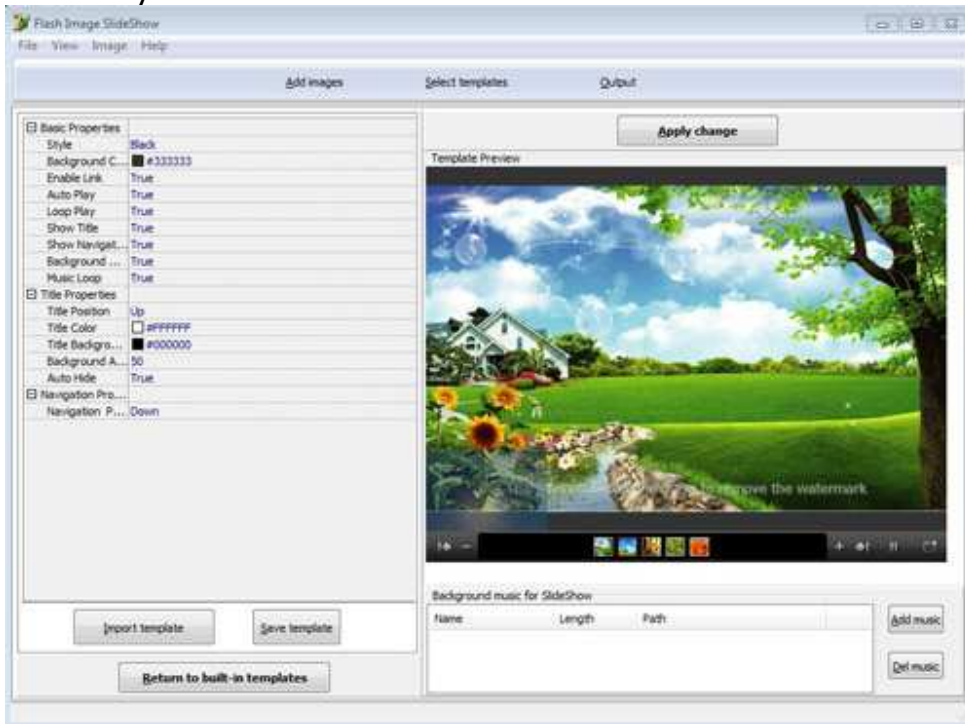 Flash Image SlideShow
File View Image Help
Add images Select templates Output
Basic Properties
Style Black
Background C... #333333
Enable Link True
Auto Play True
Loop Play True
Show Title True
Show Navigat... True
Background ... True
Music Loop True
Title Properties
Title Position Up
Title Color #FFFFFF
Title Backgro... #000000
Background A... 50
Auto Hide True
Navigation Pro...
Navigation P... Down
Import template Save template
Return to built-in templates
Apply change
Template Preview
to remove the watermark
Background music for SlideShow
Name Length Path
Add music
Del music